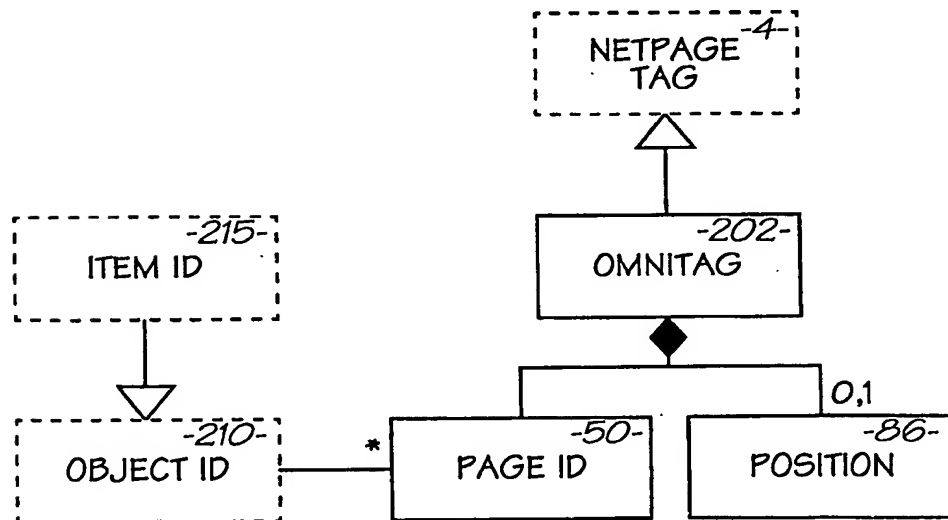 -4-
NETPAGE
TAG
-215-
ITEM ID
-202-
OMNITAG
0,1
-210-
OBJECT ID
*
-50-
PAGE ID
-86-
POSITION